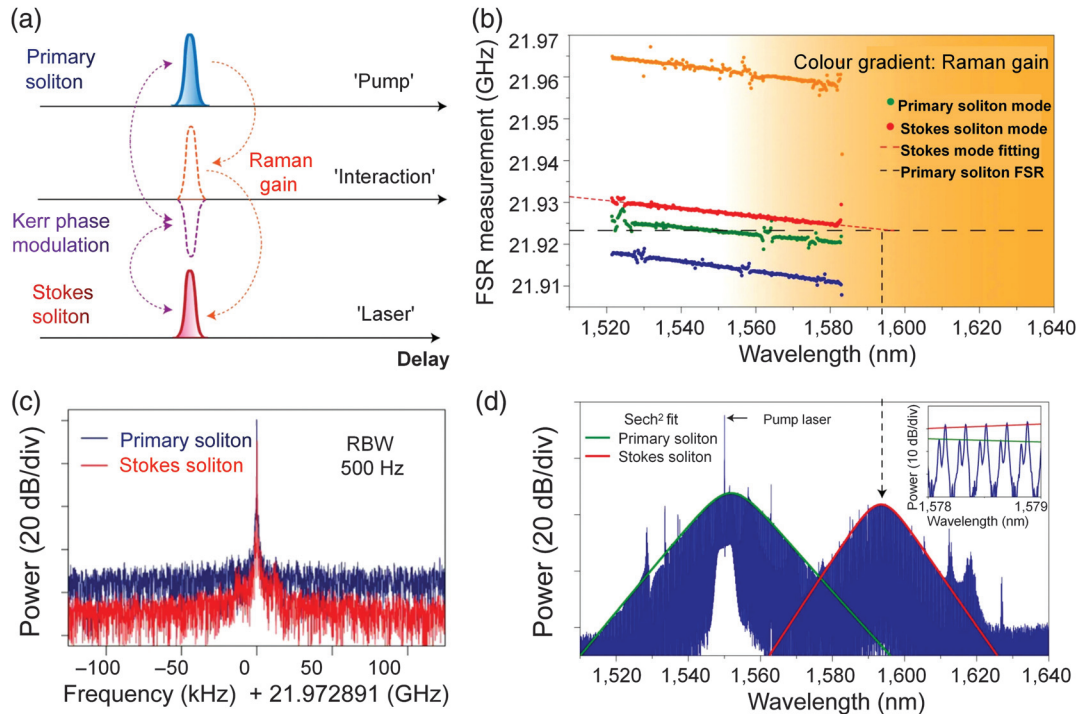 (a)
Primary
soliton
'Pump'
Raman
gain
'Interaction'
Kerr phase
modulation
Stokes
soliton
'Laser'
Delay
(b)
FSR measurement (GHz)
21.97
21.96
21.95
21.94
21.93
21.92
21.91
Colour gradient: Raman gain
Primary soliton mode
Stokes soliton mode
Stokes mode fitting
Primary soliton FSR
1,520 1,540 1,560 1,580 1,600 1,620 1,640
Wavelength (nm)
(c)
Power (20 dB/div)
Primary soliton
Stokes soliton
RBW
500 Hz
−100 −50 0 50 100
Frequency (kHz) + 21.972891 (GHz)
(d)
Power (20 dB/div)
Sech² fit
Primary soliton
Stokes soliton
Pump laser
Power (10 dB/div)
1,578 1,579
Wavelength (nm)
1,520 1,540 1,560 1,580 1,600 1,620 1,640
Wavelength (nm)